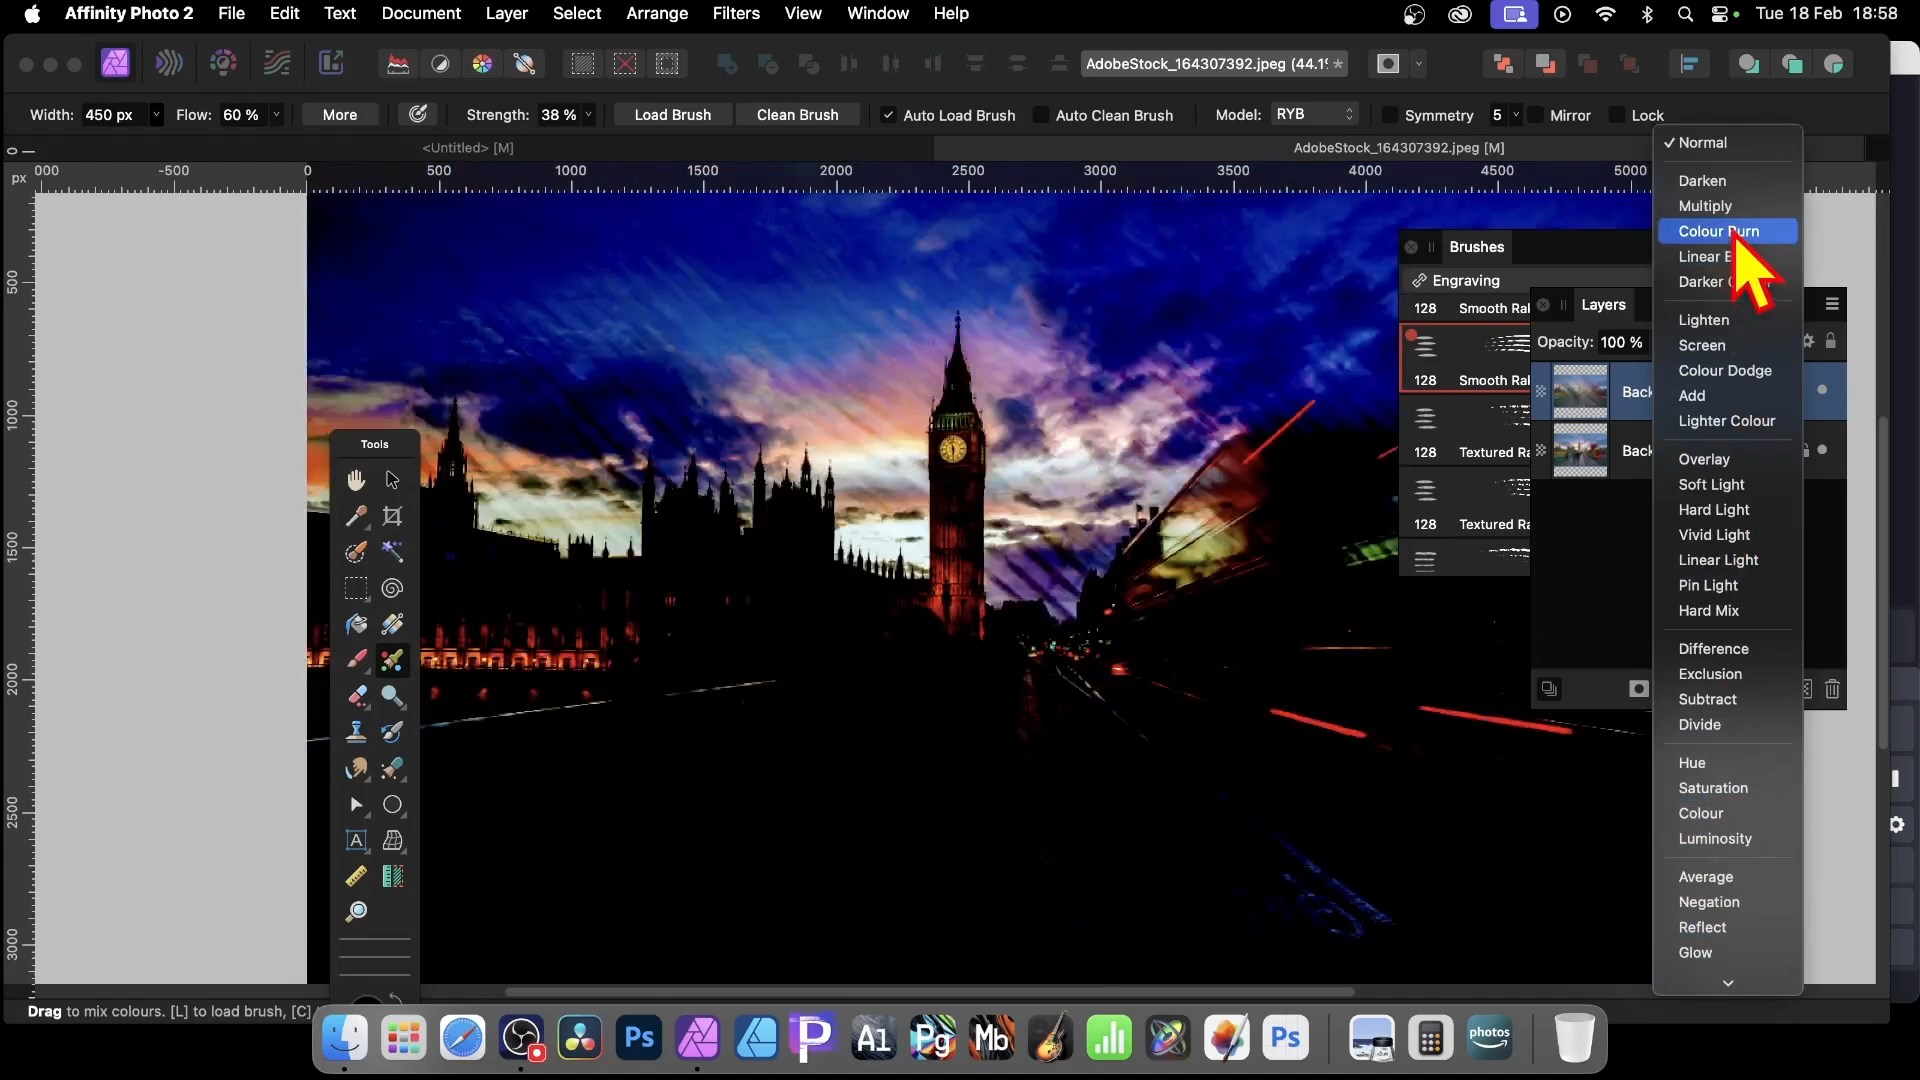 Affinity Photo 2 File Edit Text Document Layer Select Arrange Filters View Window Help Tue 18 Feb 18:58
AdobeStock_164307392.jpeg (44.1% *
Width: 450 px Flow: 60 % More Strength: 38 % Load Brush Clean Brush Auto Load Brush Auto Clean Brush Model: RYB Symmetry 5 Mirror Lock
<Untitled> [M] AdobeStock_164307392.jpeg [M]
px 000 -500 0 500 1000 1500 2000 2500 3000 3500 4000 4500 5000
0
500
1000
1500
2000
2500
3000
Tools
A
Brushes
Engraving
128 Smooth Ra
128 Smooth Ra
128 Textured Ra
128 Textured Ra
Layers
Opacity: 100 %
Back
Back
Normal
Darken
Multiply
Colour Burn
Linear B
Darker
Lighten
Screen
Colour Dodge
Add
Lighter Colour
Overlay
Soft Light
Hard Light
Vivid Light
Linear Light
Pin Light
Hard Mix
Difference
Exclusion
Subtract
Divide
Hue
Saturation
Colour
Luminosity
Average
Negation
Reflect
Glow
Drag to mix colours. [L] to load brush, [C]
Ps P Al Pg Mb Ps photos